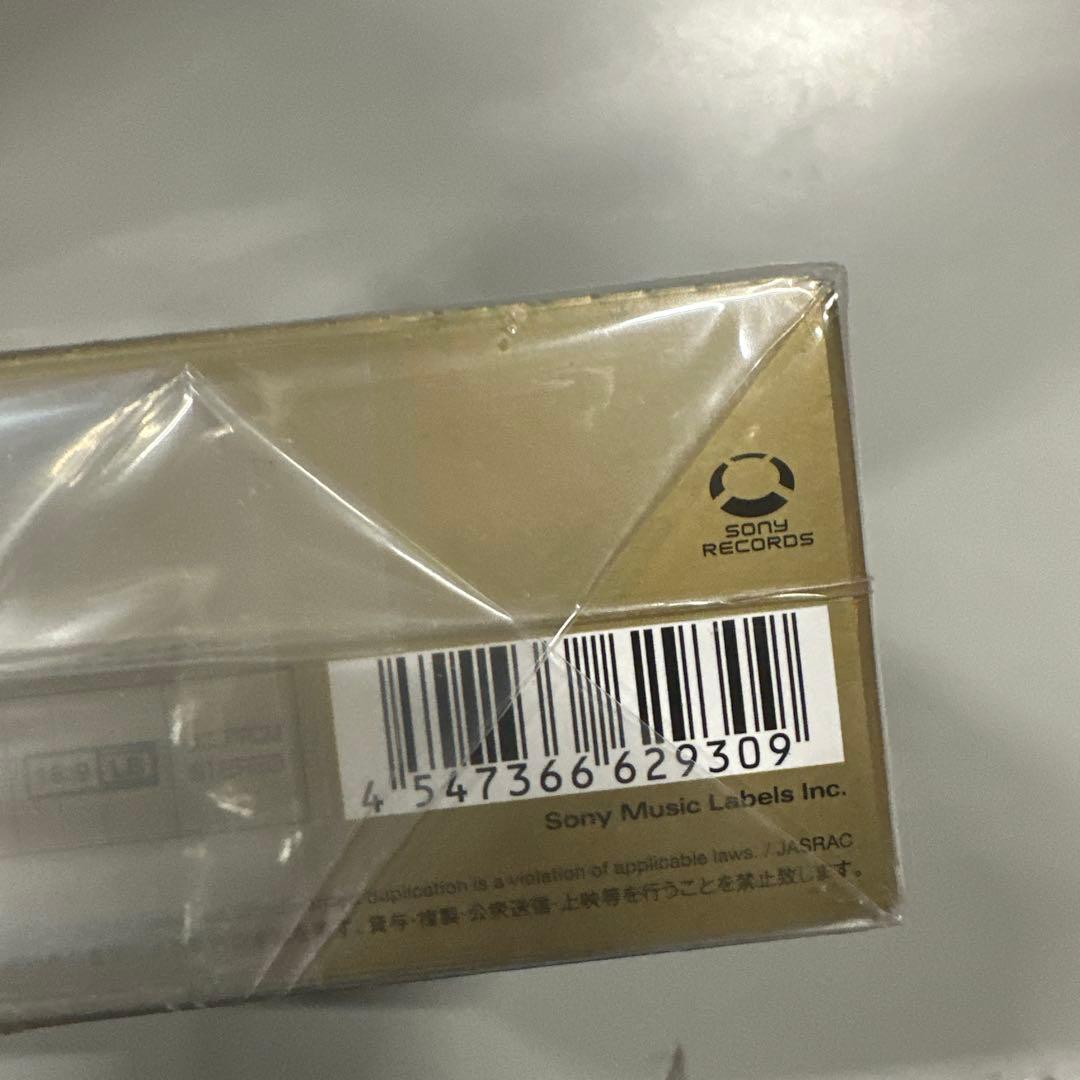 SONY
RECORDS
4 547366 629309
Sony Music Labels Inc.
duplication is a violation of applicable laws. / JASRAC
貸与・複製・公衆送信・上映等を行うことを禁止致します。